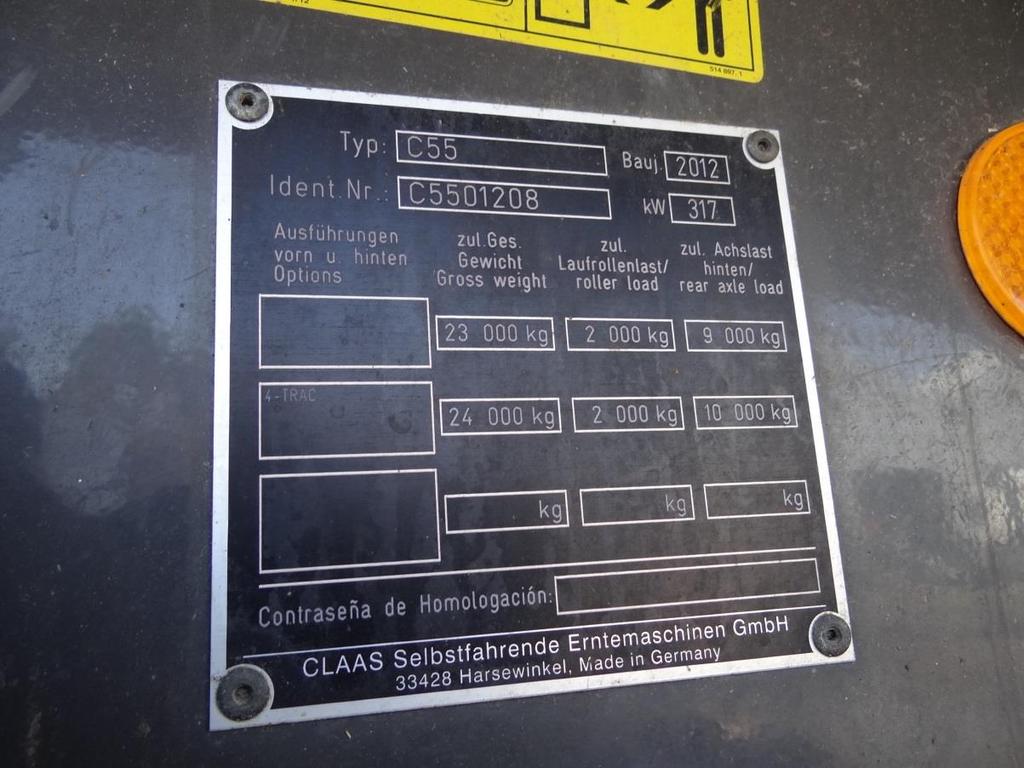 514 897. 1
Typ: C55 Bauj. 2012
Ident.Nr.: C5501208 kW 317
Ausführungen
vorn u. hinten
Options
zul.Ges.
Gewicht
Gross weight
zul.
Laufrollenlast/
roller load
zul. Achslast
hinten/
rear axle load
23 000 kg 2 000 kg 9 000 kg
4-TRAC
24 000 kg 2 000 kg 10 000 kg
kg kg kg
Contraseña de Homologación:
CLAAS Selbstfahrende Erntemaschinen GmbH
33428 Harsewinkel, Made in Germany